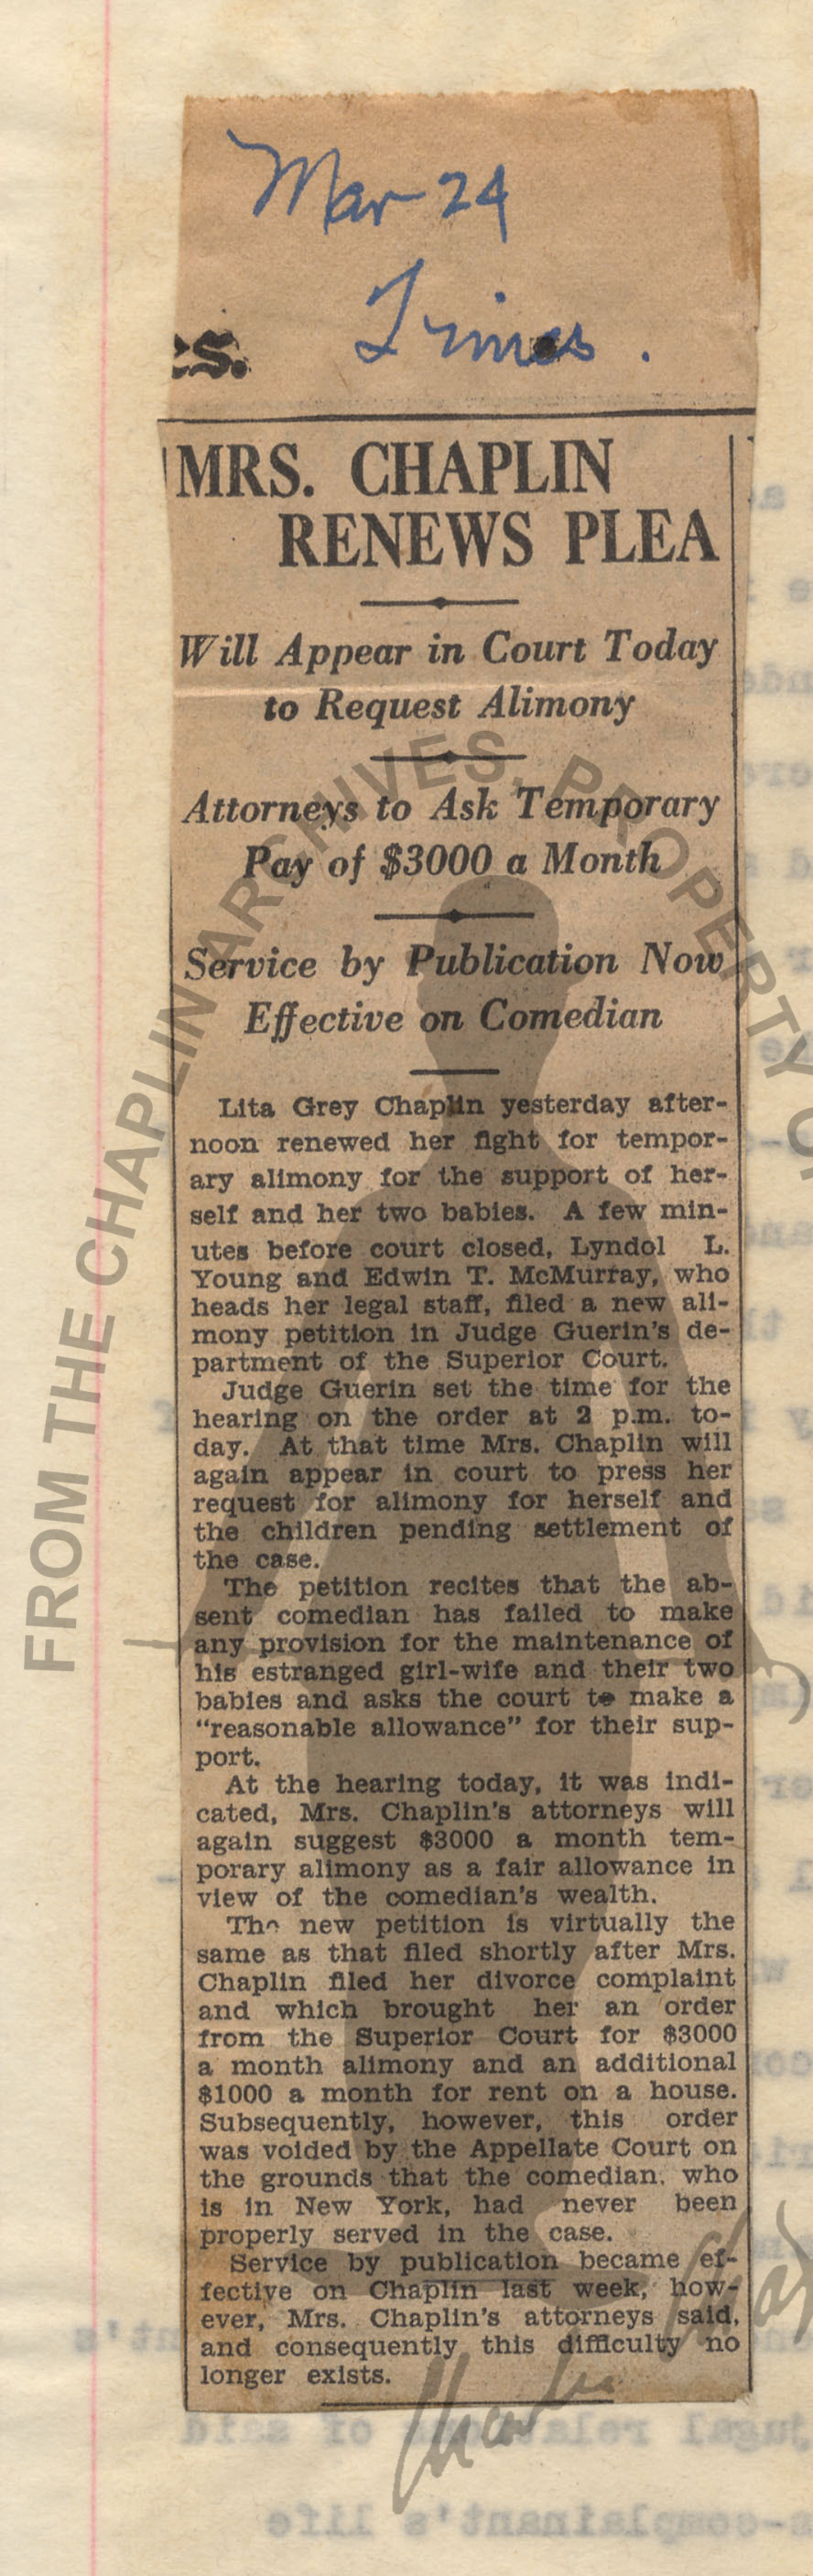 Mar 24
Times.
es.
MRS. CHAPLIN
RENEWS PLEA
Will Appear in Court Today
to Request Alimony
Attorneys to Ask Temporary
Pay of $3000 a Month
Service by Publication Now
Effective on Comedian
Lita Grey Chaplin yesterday after-
noon renewed her fight for tempor-
ary alimony for the support of her-
self and her two babies. A few min-
utes before court closed, Lyndol L.
Young and Edwin T. McMurray, who
heads her legal staff, filed a new ali-
mony petition in Judge Guerin's de-
partment of the Superior Court.
Judge Guerin set the time for the
hearing on the order at 2 p.m. to-
day. At that time Mrs. Chaplin will
again appear in court to press her
request for alimony for herself and
the children pending settlement of
the case.
The petition recites that the ab-
sent comedian has failed to make
any provision for the maintenance of
his estranged girl-wife and their two
babies and asks the court to make a
"reasonable allowance" for their sup-
port.
At the hearing today, it was indi-
cated, Mrs. Chaplin's attorneys will
again suggest $3000 a month tem-
porary alimony as a fair allowance in
view of the comedian's wealth.
The new petition is virtually the
same as that filed shortly after Mrs.
Chaplin filed her divorce complaint
and which brought her an order
from the Superior Court for $3000
a month alimony and an additional
$1000 a month for rent on a house.
Subsequently, however, this order
was voided by the Appellate Court on
the grounds that the comedian, who
is in New York, had never been
properly served in the case.
Service by publication became ef-
fective on Chaplin last week, how-
ever, Mrs. Chaplin's attorneys said,
and consequently this difficulty no
longer exists.
FROM THE CHAPLIN ARCHIVES, PROPERTY OF
Charlie Chap
jugal relations of said
s-complainant's life